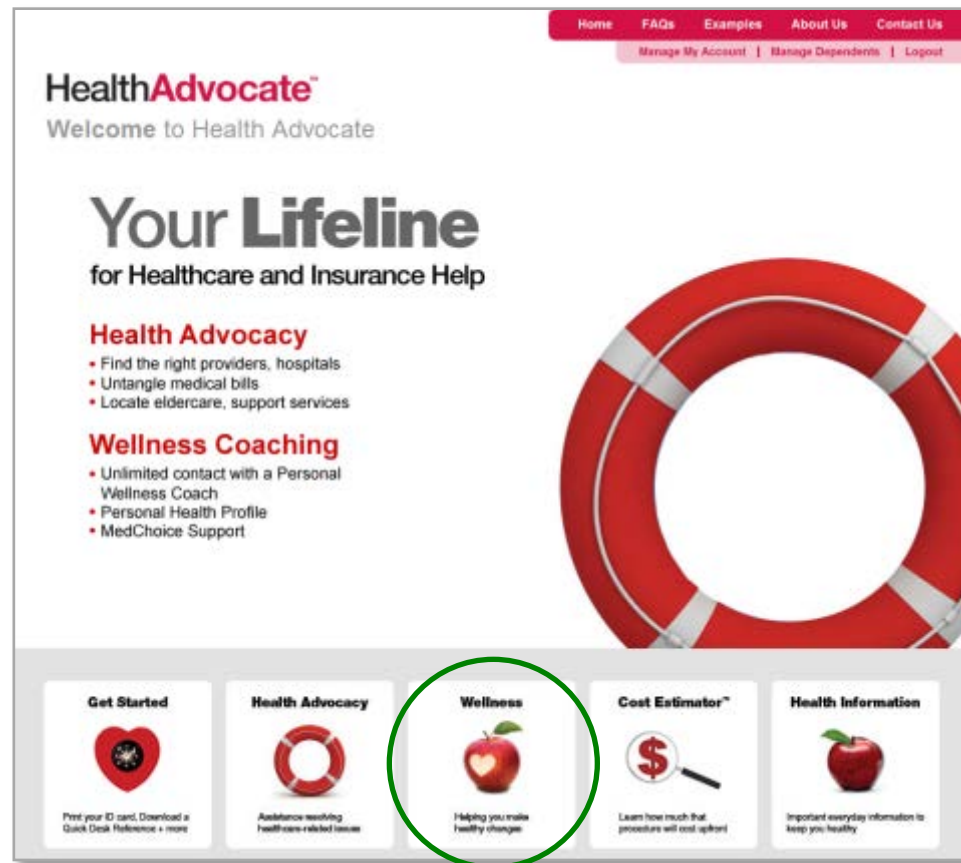 Home FAQs Examples About Us Contact Us
Manage My Account | Manage Dependents | Logout
HealthAdvocate™
Welcome to Health Advocate
Your Lifeline
for Healthcare and Insurance Help
Health Advocacy
• Find the right providers, hospitals
• Untangle medical bills
• Locate eldercare, support services
Wellness Coaching
• Unlimited contact with a Personal
Wellness Coach
• Personal Health Profile
• MedChoice Support
Get Started Health Advocacy Wellness Cost Estimator™ Health Information
$
Print your ID card, Download a Assistance resolving Helping you make Learn how much that Important everyday information to
Quick Desk Reference + more healthcare-related issues healthy changes procedure will cost upfront keep you healthy